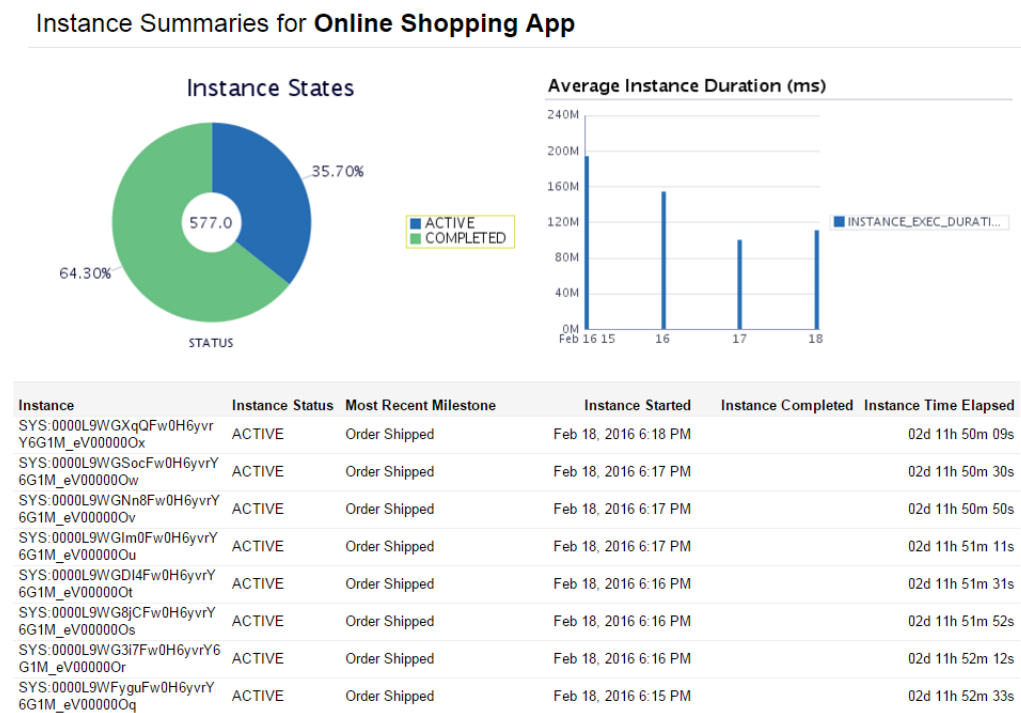 Instance Summaries for Online Shopping App
Instance States
35.70%
577.0
64.30%
STATUS
ACTIVE
COMPLETED
Average Instance Duration (ms)
240M
200M
160M
120M
80M
40M
0M
Feb 16 15 16 17 18
INSTANCE_EXEC_DURATI...
Instance Instance Status Most Recent Milestone Instance Started Instance Completed Instance Time Elapsed
SYS:0000L9WGXqQFw0H6yvr
Y6G1M_eV00000Ox
ACTIVE Order Shipped Feb 18, 2016 6:18 PM 02d 11h 50m 09s
SYS:0000L9WGSocFw0H6yvrY
6G1M_eV00000Ow
ACTIVE Order Shipped Feb 18, 2016 6:17 PM 02d 11h 50m 30s
SYS:0000L9WGNn8Fw0H6yvrY
6G1M_eV00000Ov
ACTIVE Order Shipped Feb 18, 2016 6:17 PM 02d 11h 50m 50s
SYS:0000L9WGIm0Fw0H6yvrY
6G1M_eV00000Ou
ACTIVE Order Shipped Feb 18, 2016 6:17 PM 02d 11h 51m 11s
SYS:0000L9WGDl4Fw0H6yvrY
6G1M_eV00000Ot
ACTIVE Order Shipped Feb 18, 2016 6:16 PM 02d 11h 51m 31s
SYS:0000L9WG8jCFw0H6yvrY
6G1M_eV00000Os
ACTIVE Order Shipped Feb 18, 2016 6:16 PM 02d 11h 51m 52s
SYS:0000L9WG3i7Fw0H6yvrY6
G1M_eV00000Or
ACTIVE Order Shipped Feb 18, 2016 6:16 PM 02d 11h 52m 12s
SYS:0000L9WFyguFw0H6yvrY
6G1M_eV00000Oq
ACTIVE Order Shipped Feb 18, 2016 6:15 PM 02d 11h 52m 33s